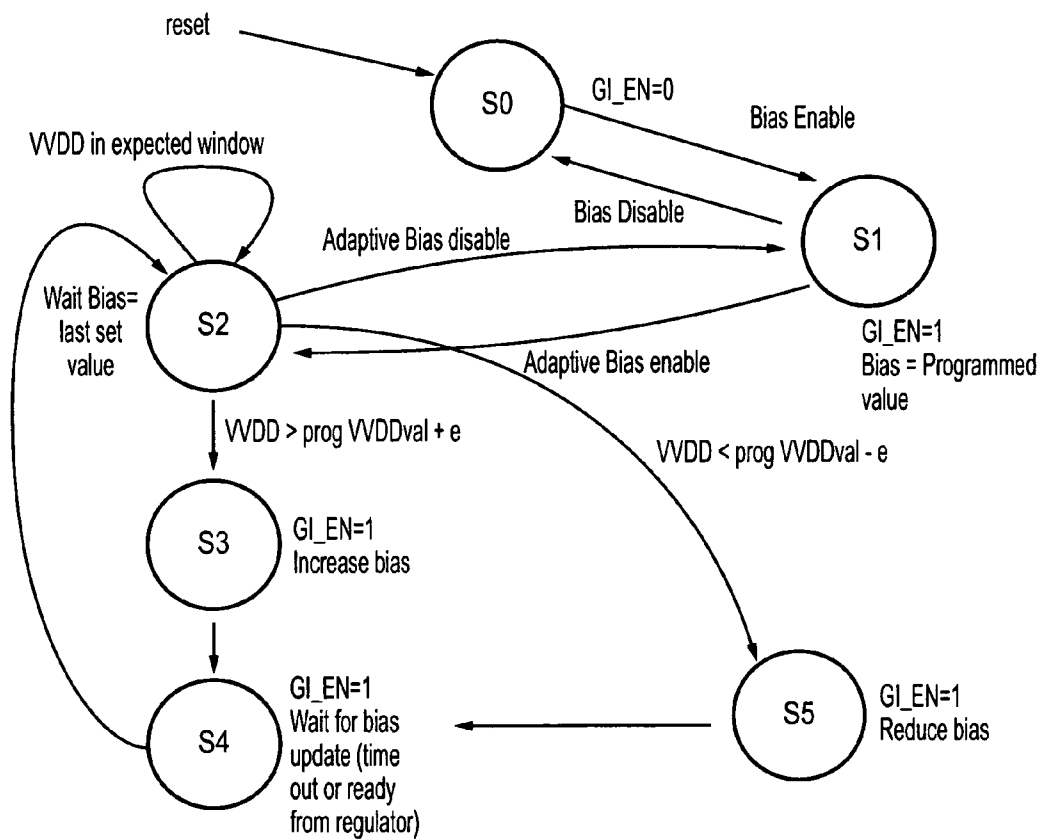 reset
S0
GI_EN=0
Bias Enable
VVDD in expected window
Bias Disable
S1
Adaptive Bias disable
Wait Bias=
last set
value
S2
GI_EN=1
Bias = Programmed
value
Adaptive Bias enable
VVDD > prog VVDDval + e
VVDD < prog VVDDval - e
S3
GI_EN=1
Increase bias
S4
GI_EN=1
Wait for bias
update (time
out or ready
from regulator)
S5
GI_EN=1
Reduce bias